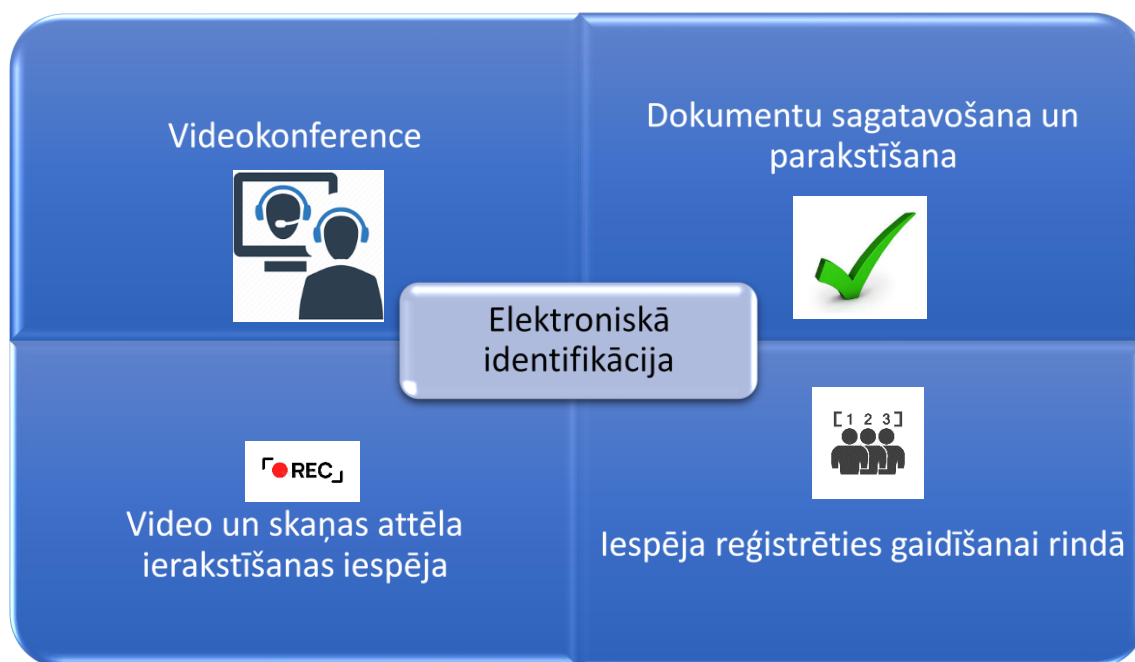 Videokonference
Dokumentu sagatavošana un
parakstīšana
Elektroniskā
identifikācija
REC
Video un skaņas attēla
ierakstīšanas iespēja
[1 2 3]
Iespēja reģistrēties gaidīšanai rindā